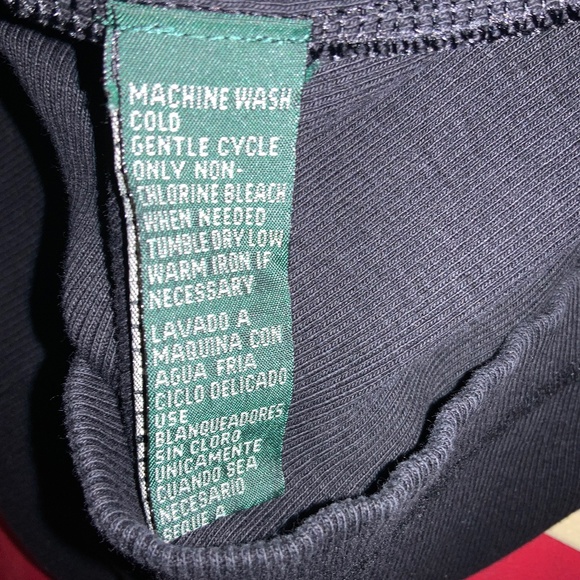 MACHINE WASH
COLD
GENTLE CYCLE
ONLY NON-
CHLORINE BLEACH
WHEN NEEDED
TUMBLE DRY LOW
WARM IRON IF
NECESSARY
LAVADO A
MAQUINA CON
AGUA FRIA
CICLO DELICADO
USE
BLANQUEADORES
SIN CLORO
UNICAMENTE
CUANDO SEA
NECESARIO
SEQUE A